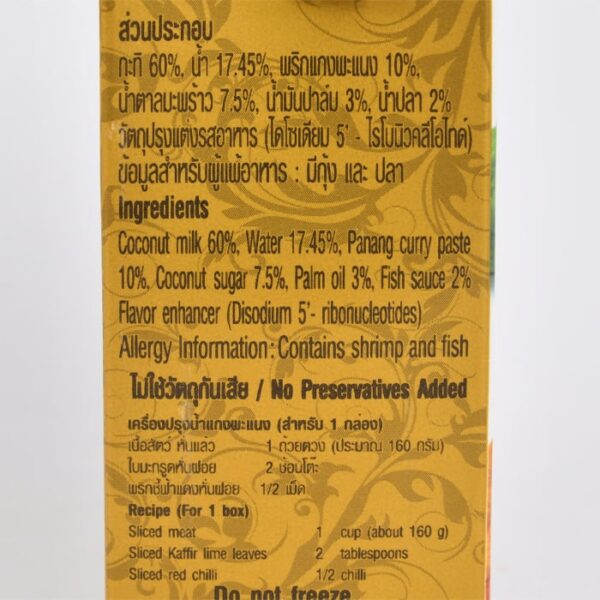 ส่วนประกอบ
กะทิ 60%, น้ำ 17.45%, พริกแกงพะแนง 10%,
น้ำตาลมะพร้าว 7.5%, น้ำมันปาล์ม 3%, น้ำปลา 2%
วัตถุปรุงแต่งรสอาหาร (ไดโซเดียม 5' - ไรโบนิวคลีโอไทด์)
ข้อมูลสำหรับผู้แพ้อาหาร : มีกุ้ง และ ปลา
Ingredients
Coconut milk 60%, Water 17.45%, Panang curry paste
10%, Coconut sugar 7.5%, Palm oil 3%, Fish sauce 2%
Flavor enhancer (Disodium 5'- ribonucleotides)
Allergy Information: Contains shrimp and fish
ไม่ใช้วัตถุกันเสีย / No Preservatives Added
เครื่องปรุงน้ำแกงพะแนง (สำหรับ 1 กล่อง)
เนื้อสัตว์ หั่นแล้ว 1 ถ้วยตวง (ประมาณ 160 กรัม)
ใบมะกรูดหั่นฝอย 2 ช้อนโต๊ะ
พริกชี้ฟ้าแดงหั่นฝอย 1/2 เม็ด
Recipe (For 1 box)
Sliced meat 1 cup (about 160 g)
Sliced Kaffir lime leaves 2 tablespoons
Sliced red chilli 1/2 chilli
Do not freeze